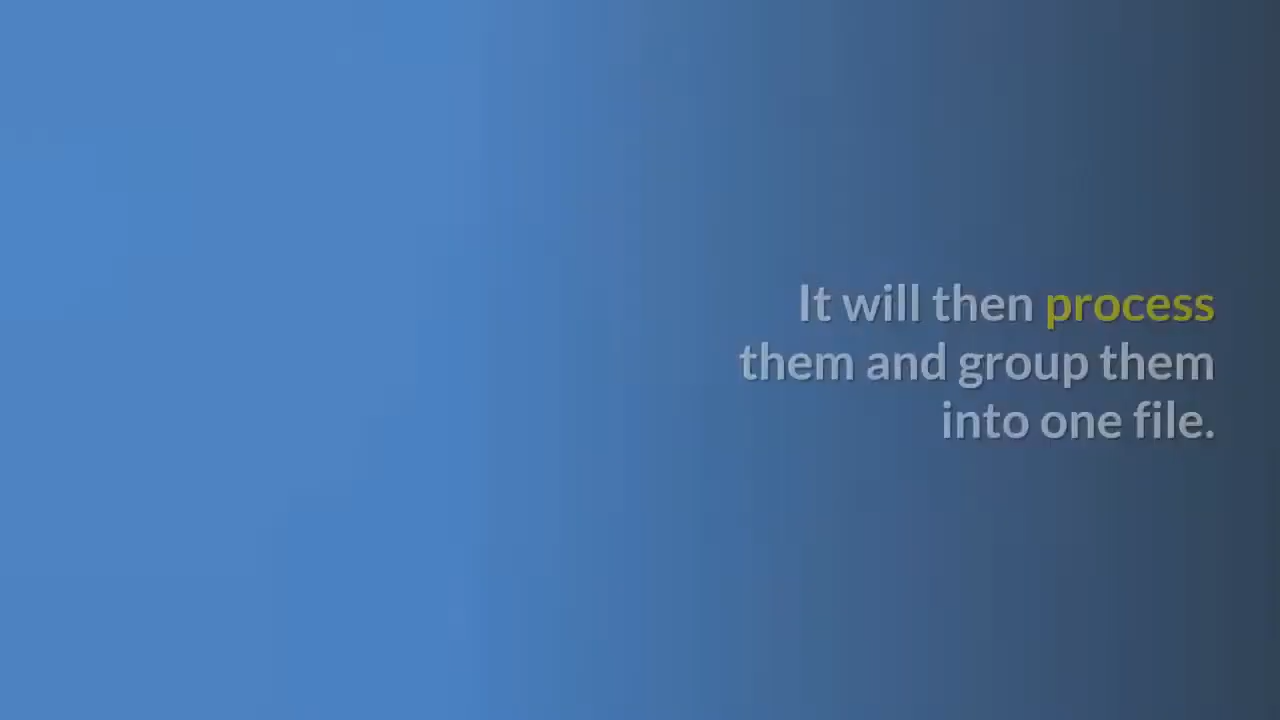 It will then process
them and group them
into one file.